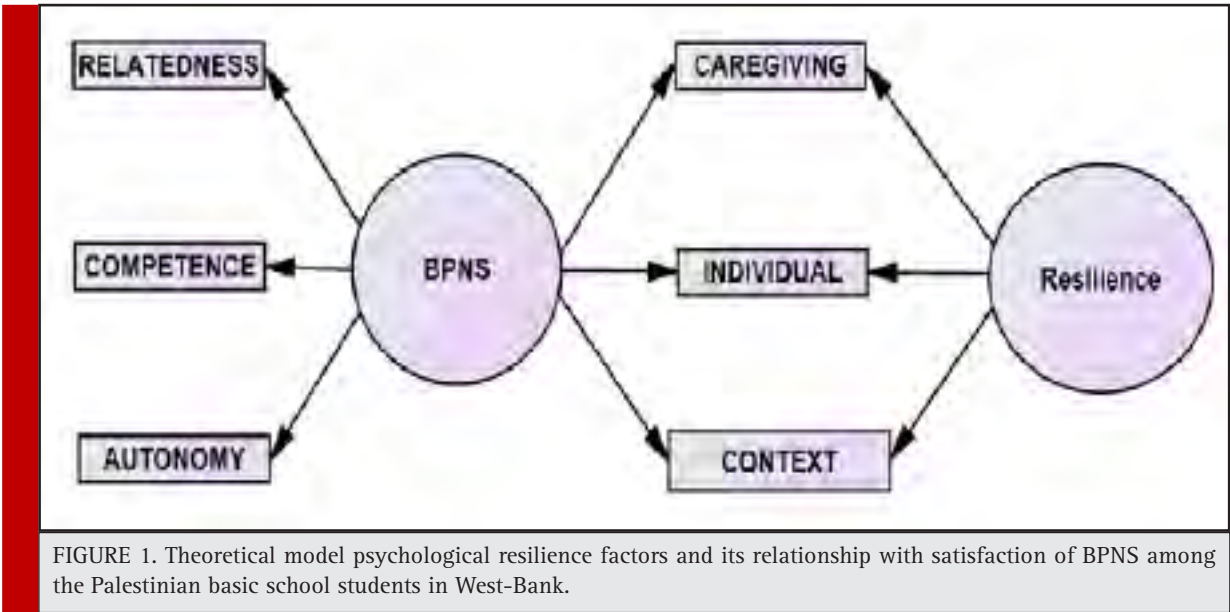 RELATEDNESS
CAREGIVING
COMPETENCE
BPNS
INDIVIDUAL
Resilience
AUTONOMY
CONTEXT
FIGURE 1. Theoretical model psychological resilience factors and its relationship with satisfaction of BPNS among
the Palestinian basic school students in West-Bank.